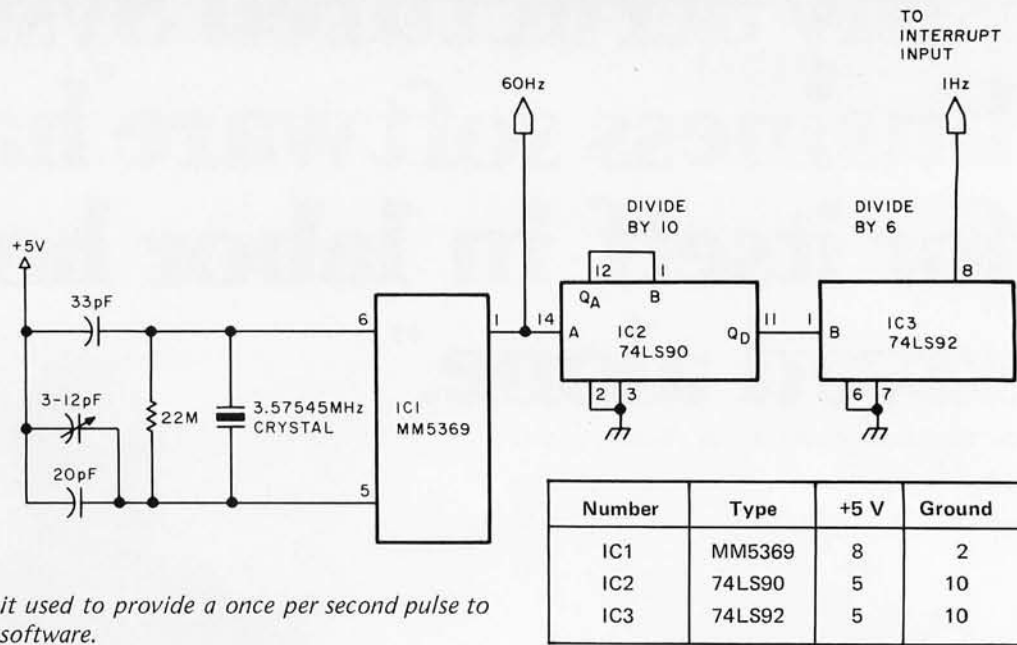 TO
INTERRUPT
INPUT
60Hz
1Hz
DIVIDE
BY 10
DIVIDE
BY 6
+5V
33pF
3-12pF
20pF
22M
3.57545MHz
CRYSTAL
6
5
IC1
MM5369
1
14
A
12
1
QA
B
IC2
74LS90
QD
11
2
3
1
B
8
IC3
74LS92
6
7
Number Type +5 V Ground
IC1 MM5369 8 2
IC2 74LS90 5 10
IC3 74LS92 5 10
it used to provide a once per second pulse to
software.